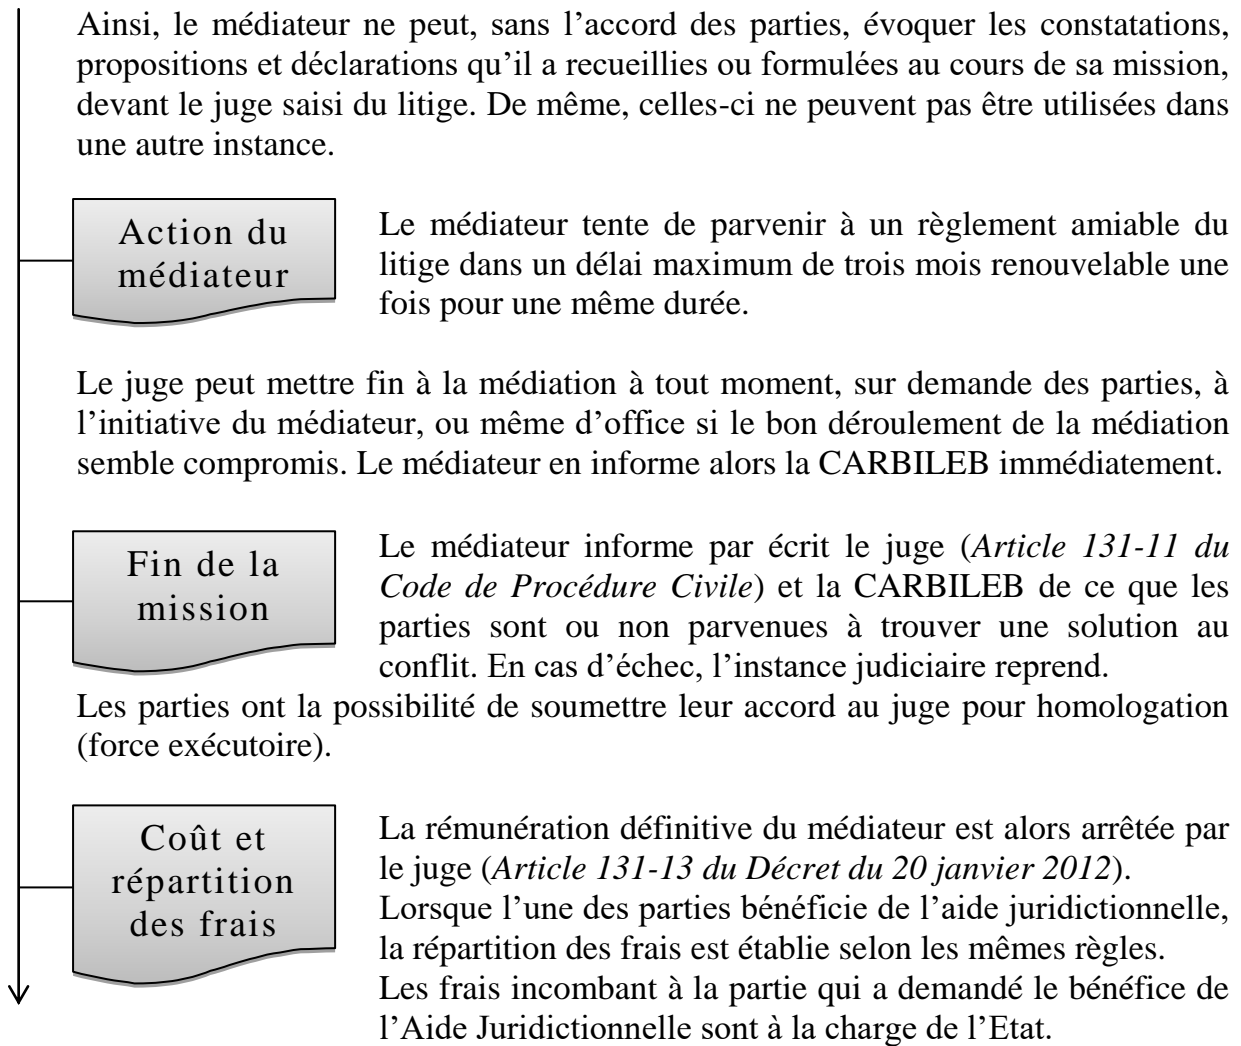 Ainsi, le médiateur ne peut, sans l’accord des parties, évoquer les constatations,
propositions et déclarations qu’il a recueillies ou formulées au cours de sa mission,
devant le juge saisi du litige. De même, celles-ci ne peuvent pas être utilisées dans
une autre instance.
Action du
médiateur
Le médiateur tente de parvenir à un règlement amiable du
litige dans un délai maximum de trois mois renouvelable une
fois pour une même durée.
Le juge peut mettre fin à la médiation à tout moment, sur demande des parties, à
l’initiative du médiateur, ou même d’office si le bon déroulement de la médiation
semble compromis. Le médiateur en informe alors la CARBILEB immédiatement.
Fin de la
mission
Le médiateur informe par écrit le juge (Article 131-11 du
Code de Procédure Civile) et la CARBILEB de ce que les
parties sont ou non parvenues à trouver une solution au
conflit. En cas d’échec, l’instance judiciaire reprend.
Les parties ont la possibilité de soumettre leur accord au juge pour homologation
(force exécutoire).
Coût et
répartition
des frais
La rémunération définitive du médiateur est alors arrêtée par
le juge (Article 131-13 du Décret du 20 janvier 2012).
Lorsque l’une des parties bénéficie de l’aide juridictionnelle,
la répartition des frais est établie selon les mêmes règles.
Les frais incombant à la partie qui a demandé le bénéfice de
l’Aide Juridictionnelle sont à la charge de l’Etat.